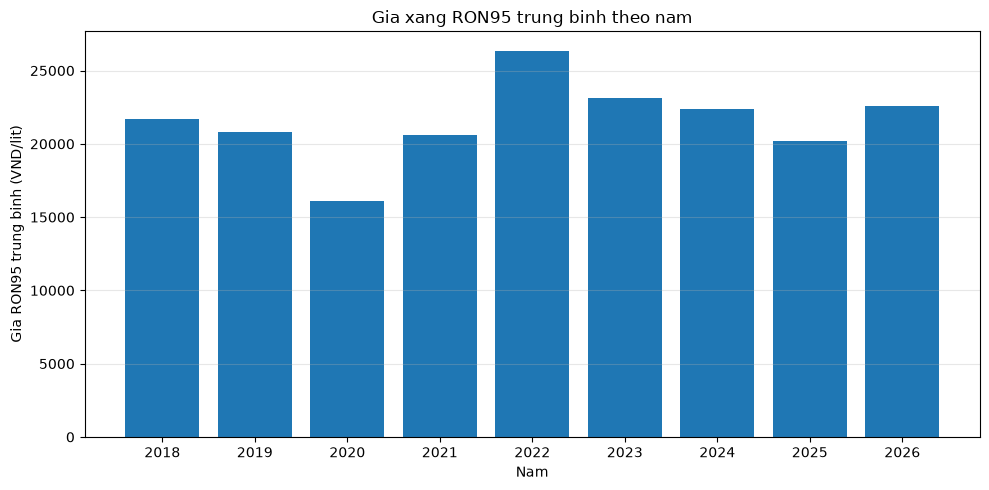 Gia xang RON95 trung binh theo nam
Gia RON95 trung binh (VND/lit)
25000
20000
15000
10000
5000
0
2018 2019 2020 2021 2022 2023 2024 2025 2026
Nam